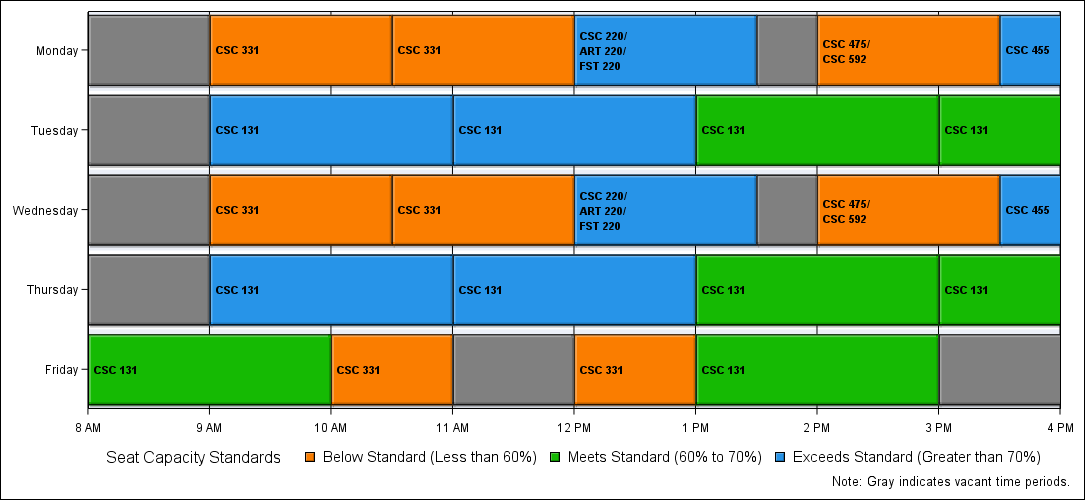 Monday
CSC 331
CSC 331
CSC 220/
ART 220/
FST 220
CSC 475/
CSC 592
CSC 455
Tuesday
CSC 131
CSC 131
CSC 131
CSC 131
Wednesday
CSC 331
CSC 331
CSC 220/
ART 220/
FST 220
CSC 475/
CSC 592
CSC 455
Thursday
CSC 131
CSC 131
CSC 131
CSC 131
Friday
CSC 131
CSC 331
CSC 331
CSC 131
8 AM 9 AM 10 AM 11 AM 12 PM 1 PM 2 PM 3 PM 4 PM
Seat Capacity Standards Below Standard (Less than 60%) Meets Standard (60% to 70%) Exceeds Standard (Greater than 70%)
Note: Gray indicates vacant time periods.